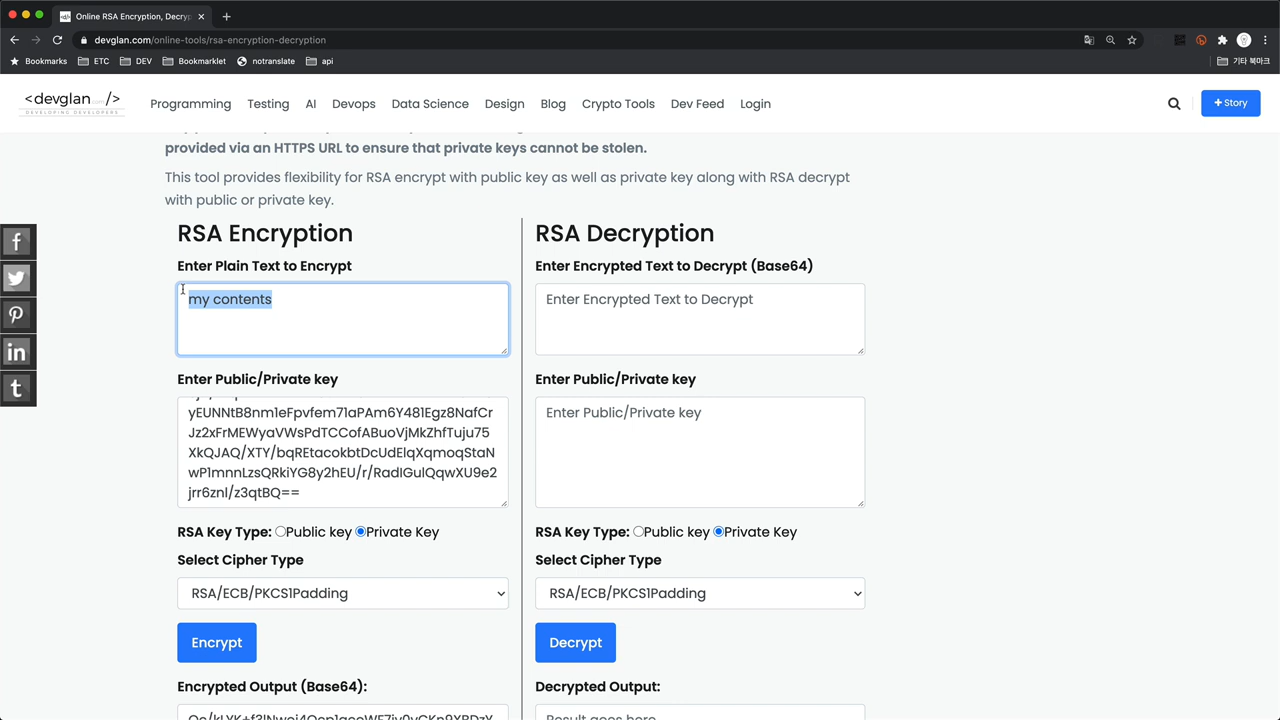 Online RSA Encryption, Decryp
devglan.com/online-tools/rsa-encryption-decryption
Bookmarks ETC DEV Bookmarklet notranslate api 기타 북마크
<devglan.com/>
DEVELOPING DEVELOPERS
Programming Testing AI Devops Data Science Design Blog Crypto Tools Dev Feed Login + Story
provided via an HTTPS URL to ensure that private keys cannot be stolen.
This tool provides flexibility for RSA encrypt with public key as well as private key along with RSA decrypt
with public or private key.
RSA Encryption
Enter Plain Text to Encrypt
my contents
Enter Public/Private key
yEUNNtB8nm1eFpvfem71aPAm6Y481Egz8NafCr
Jz2xFrMEWyaVWsPdTCCofABuoVjMkZhfTuju75
XkQJAQ/XTY/bqREtacokbtDcUdElqXqmoqStaN
wP1mnnLzsQRkiYG8y2hEU/r/RadIGulQqwXU9e2
jrr6znl/z3qtBQ==
RSA Key Type: Public key Private Key
Select Cipher Type
RSA/ECB/PKCS1Padding
Encrypt
Encrypted Output (Base64):
RSA Decryption
Enter Encrypted Text to Decrypt (Base64)
Enter Encrypted Text to Decrypt
Enter Public/Private key
Enter Public/Private key
RSA Key Type: Public key Private Key
Select Cipher Type
RSA/ECB/PKCS1Padding
Decrypt
Decrypted Output:
Result goes here